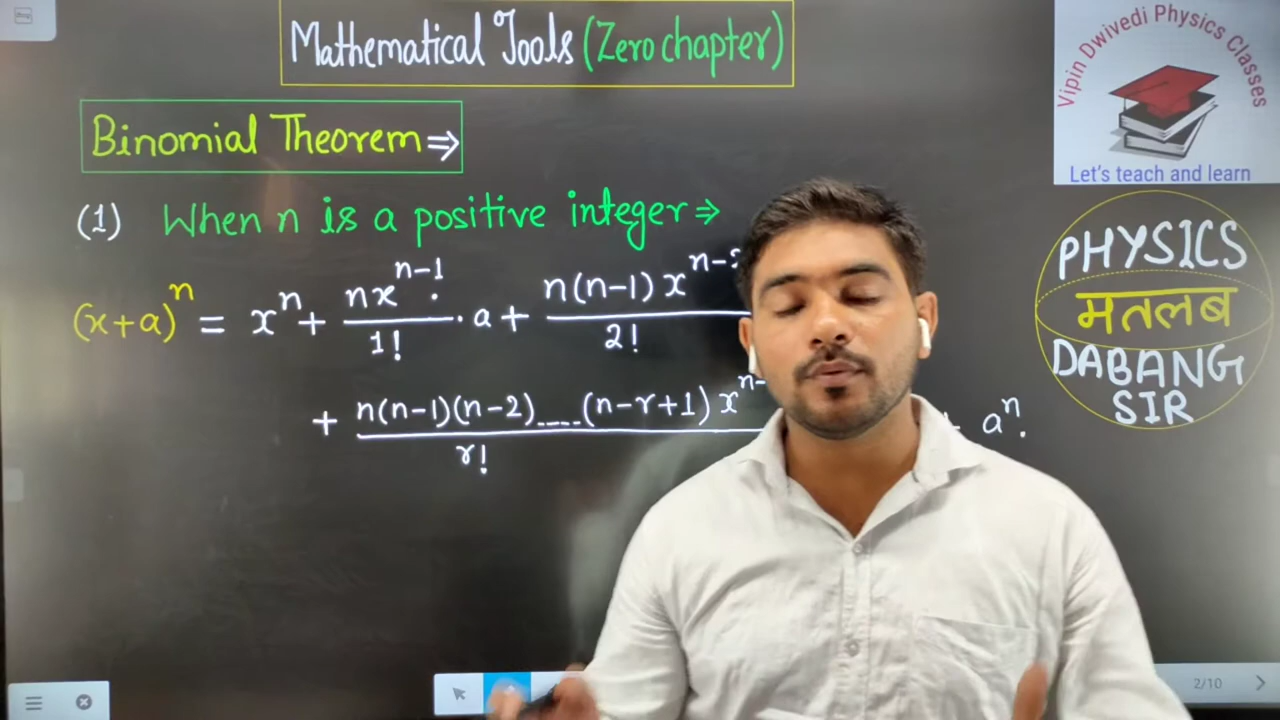 Mathematical Tools (Zero chapter)
Vipin Dwivedi Physics Classes
Let's teach and learn
Binomial Theorem ⇒
(1) When n is a positive integer ⇒
(x+a)^n = x^n + nx^{n-1}/1! · a + n(n-1) x^{n-2}/2!
+ n(n-1)(n-2)....(n-r+1) x^{n-}/r! + a^n
PHYSICS
मतलब
DABANG
SIR
2/10